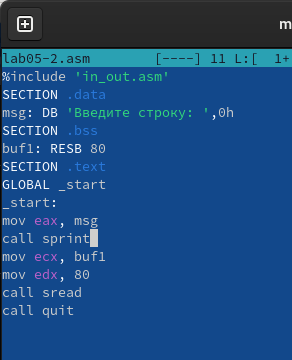 m
lab05-2.asm [----] 11 L:[ 1+
%include 'in_out.asm'
SECTION .data
msg: DB 'Введите строку: ',0h
SECTION .bss
buf1: RESB 80
SECTION .text
GLOBAL _start
_start:
mov eax, msg
call sprint
mov ecx, buf1
mov edx, 80
call sread
call quit